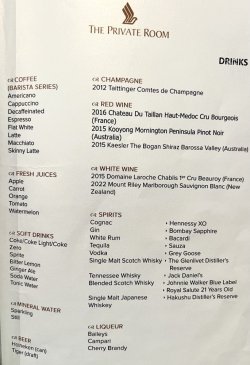 THE PRIVATE ROOM
DRINKS
COFFEE
(BARISTA SERIES)
Americano
Cappuccino
Decaffeinated
Espresso
Flat White
Latte
Macchiato
Skinny Latte
FRESH JUICES
Apple
Carrot
Orange
Tomato
Watermelon
SOFT DRINKS
Coke/Coke Light/Coke
Zero
Sprite
Bitter Lemon
Ginger Ale
Soda Water
Tonic Water
MINERAL WATER
Sparkling
Still
BEER
Heineken (can)
Tiger (draft)
CHAMPAGNE
2012 Taittinger Comtes de Champagne
RED WINE
2016 Chateau Du Taillan Haut-Medoc Cru Bourgeois
(France)
2015 Kooyong Mornington Peninsula Pinot Noir
(Australia)
2015 Kaesler The Bogan Shiraz Barossa Valley (Australia)
WHITE WINE
2015 Domaine Laroche Chablis 1er Cru Beauroy (France)
2022 Mount Riley Marlborough Sauvignon Blanc (New
Zealand)
SPIRITS
Cognac • Hennessy XO
Gin • Bombay Sapphire
White Rum • Bacardi
Tequila • Sauza
Vodka • Grey Goose
Single Malt Scotch Whisky • The Glenlivet Distiller's
Reserve
Tennessee Whisky • Jack Daniel's
Blended Scotch Whisky • Johnnie Walker Blue Label
• Royal Salute 21 Years Old
Single Malt Japanese • Hakushu Distiller's Reserve
Whiskey
LIQUEUR
Baileys
Campari
Cherry Brandy